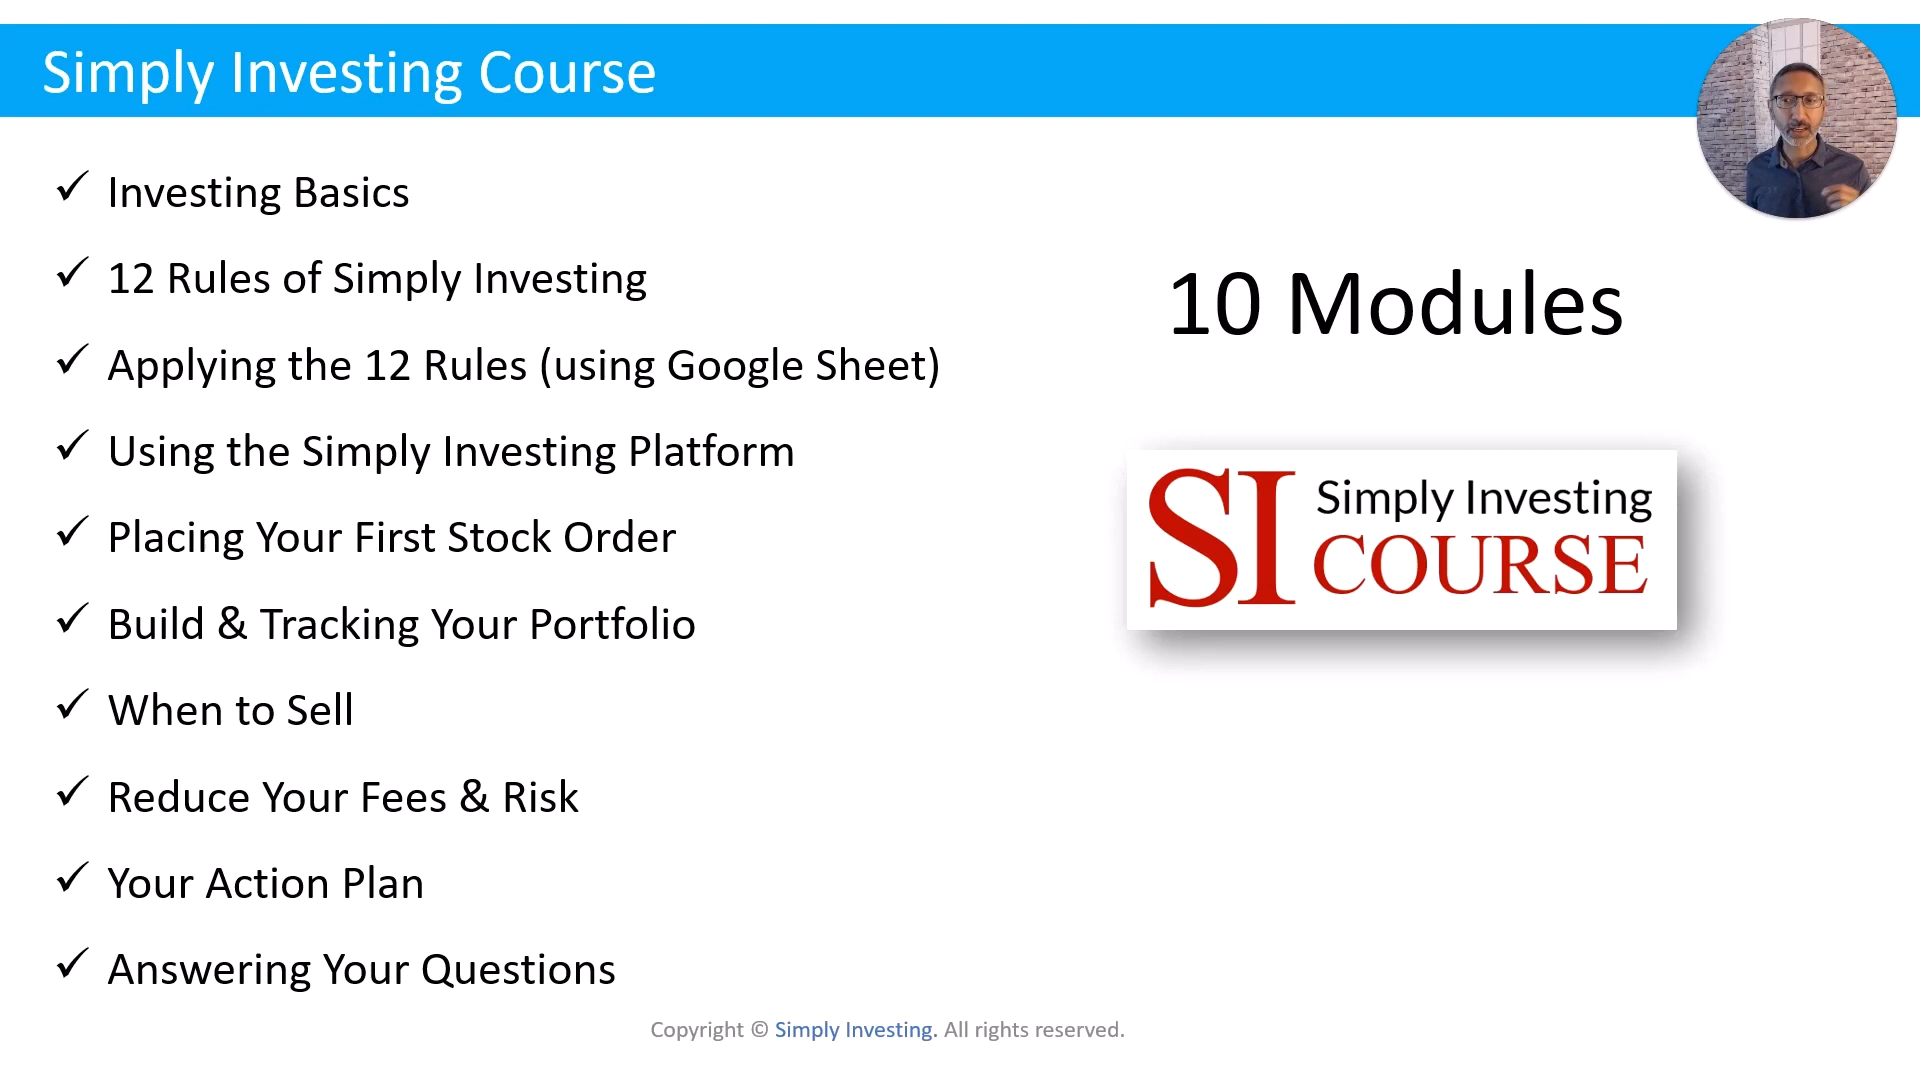 Simply Investing Course
✓ Investing Basics
✓ 12 Rules of Simply Investing
✓ Applying the 12 Rules (using Google Sheet)
✓ Using the Simply Investing Platform
✓ Placing Your First Stock Order
✓ Build & Tracking Your Portfolio
✓ When to Sell
✓ Reduce Your Fees & Risk
✓ Your Action Plan
✓ Answering Your Questions
10 Modules
SI Simply Investing
COURSE
Copyright © Simply Investing. All rights reserved.